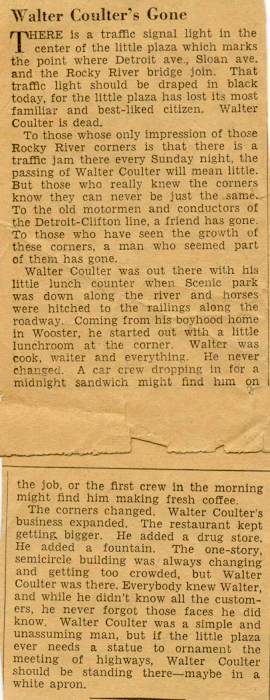 Walter Coulter's Gone
THERE is a traffic signal light in the
center of the little plaza which marks
the point where Detroit ave., Sloan ave.
and the Rocky River bridge join. That
traffic light should be draped in black
today, for the little plaza has lost its most
familiar and best-liked citizen. Walter
Coulter is dead.
To those whose only impression of those
Rocky River corners is that there is a
traffic jam there every Sunday night, the
passing of Walter Coulter will mean little.
But those who really knew the corners
know they can never be just the same.
To the old motormen and conductors of
the Detroit-Clifton line, a friend has gone.
To those who have seen the growth of
these corners, a man who seemed part
of them has gone.
Walter Coulter was out there with his
little lunch counter when Scenic park
was down along the river and horses
were hitched to the railings along the
roadway. Coming from his boyhood home
in Wooster, he started out with a little
lunchroom at the corner. Walter was
cook, waiter and everything. He never
changed. A car crew dropping in for a
midnight sandwich might find him on
the job, or the first crew in the morning
might find him making fresh coffee.
The corners changed. Walter Coulter's
business expanded. The restaurant kept
getting bigger. He added a drug store.
He added a fountain. The one-story,
semicircle building was always changing
and getting too crowded, but Walter
Coulter was there. Everybody knew Walter,
and while he didn't know all the custom-
ers, he never forgot those faces he did
know. Walter Coulter was a simple and
unassuming man, but if the little plaza
ever needs a statue to ornament the
meeting of highways, Walter Coulter
should be standing there—maybe in a
white apron.